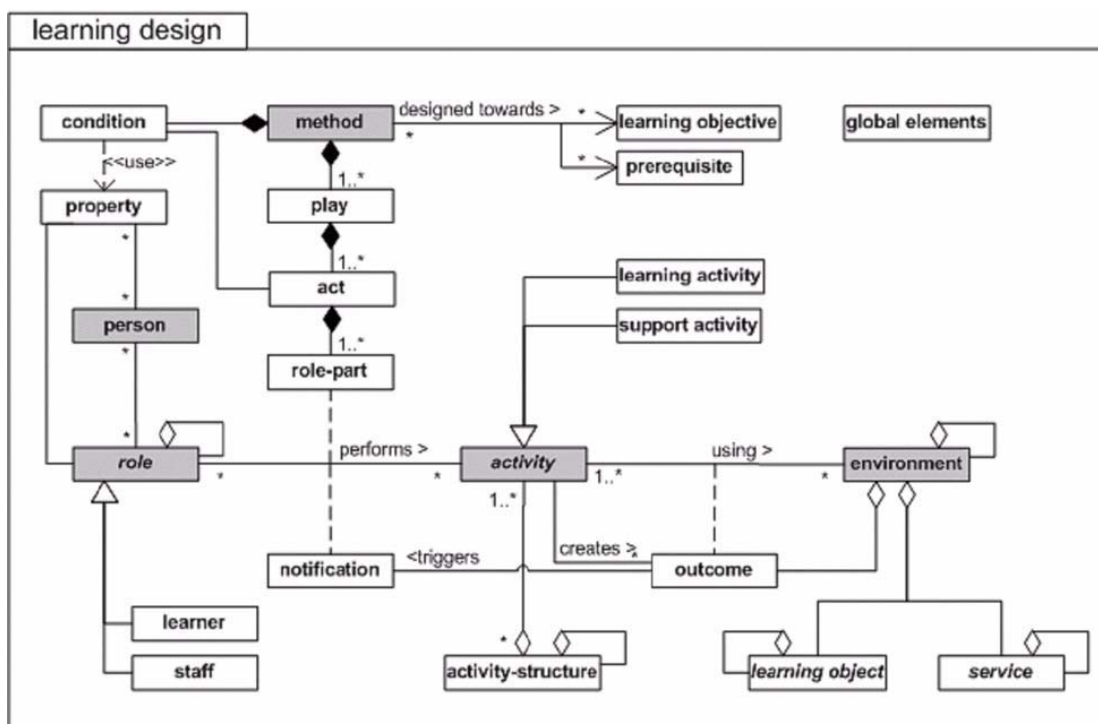 learning design
condition
method
designed towards >
*
*
learning objective
global elements
<<use>>
*
prerequisite
1..*
property
play
*
1..*
learning activity
act
*
person
support activity
*
1..*
role-part
*
performs >
using >
role
activity
environment
*
*
1..*
*
1..*
creates >
*
<triggers
notification
outcome
learner
*
staff
activity-structure
learning object
service